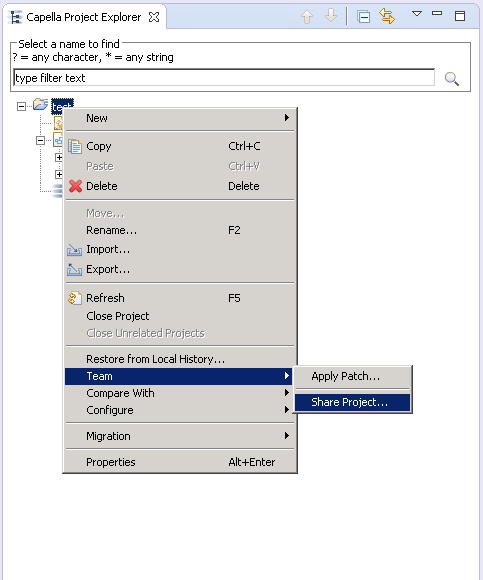 Capella Project Explorer
Select a name to find
? = any character, * = any string
type filter text
test
New
Copy Ctrl+C
Paste Ctrl+V
Delete Delete
Move...
Rename... F2
Import...
Export...
Refresh F5
Close Project
Close Unrelated Projects
Restore from Local History...
Team
Apply Patch...
Compare With
Share Project...
Configure
Migration
Properties Alt+Enter